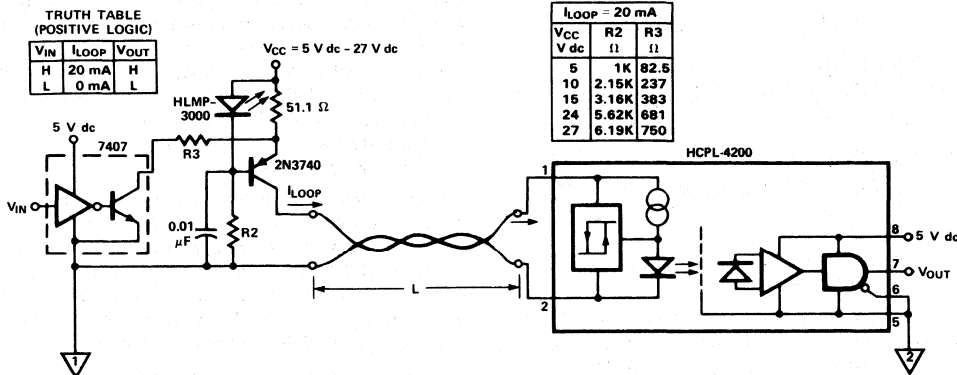 TRUTH TABLE
(POSITIVE LOGIC)
VIN ILOOP VOUT
H 20 mA H
L 0 mA L
VCC = 5 V dc – 27 V dc
HLMP-
3000
51.1 Ω
5 V dc
7407
R3
2N3740
ILOOP
VIN
0.01
μF
R2
L
1
ILOOP = 20 mA
VCC R2 R3
V dc Ω Ω
5 1K 82.5
10 2.15K 237
15 3.16K 383
24 5.62K 681
27 6.19K 750
HCPL-4200
1
2
8
5 V dc
7
VOUT
6
5
2